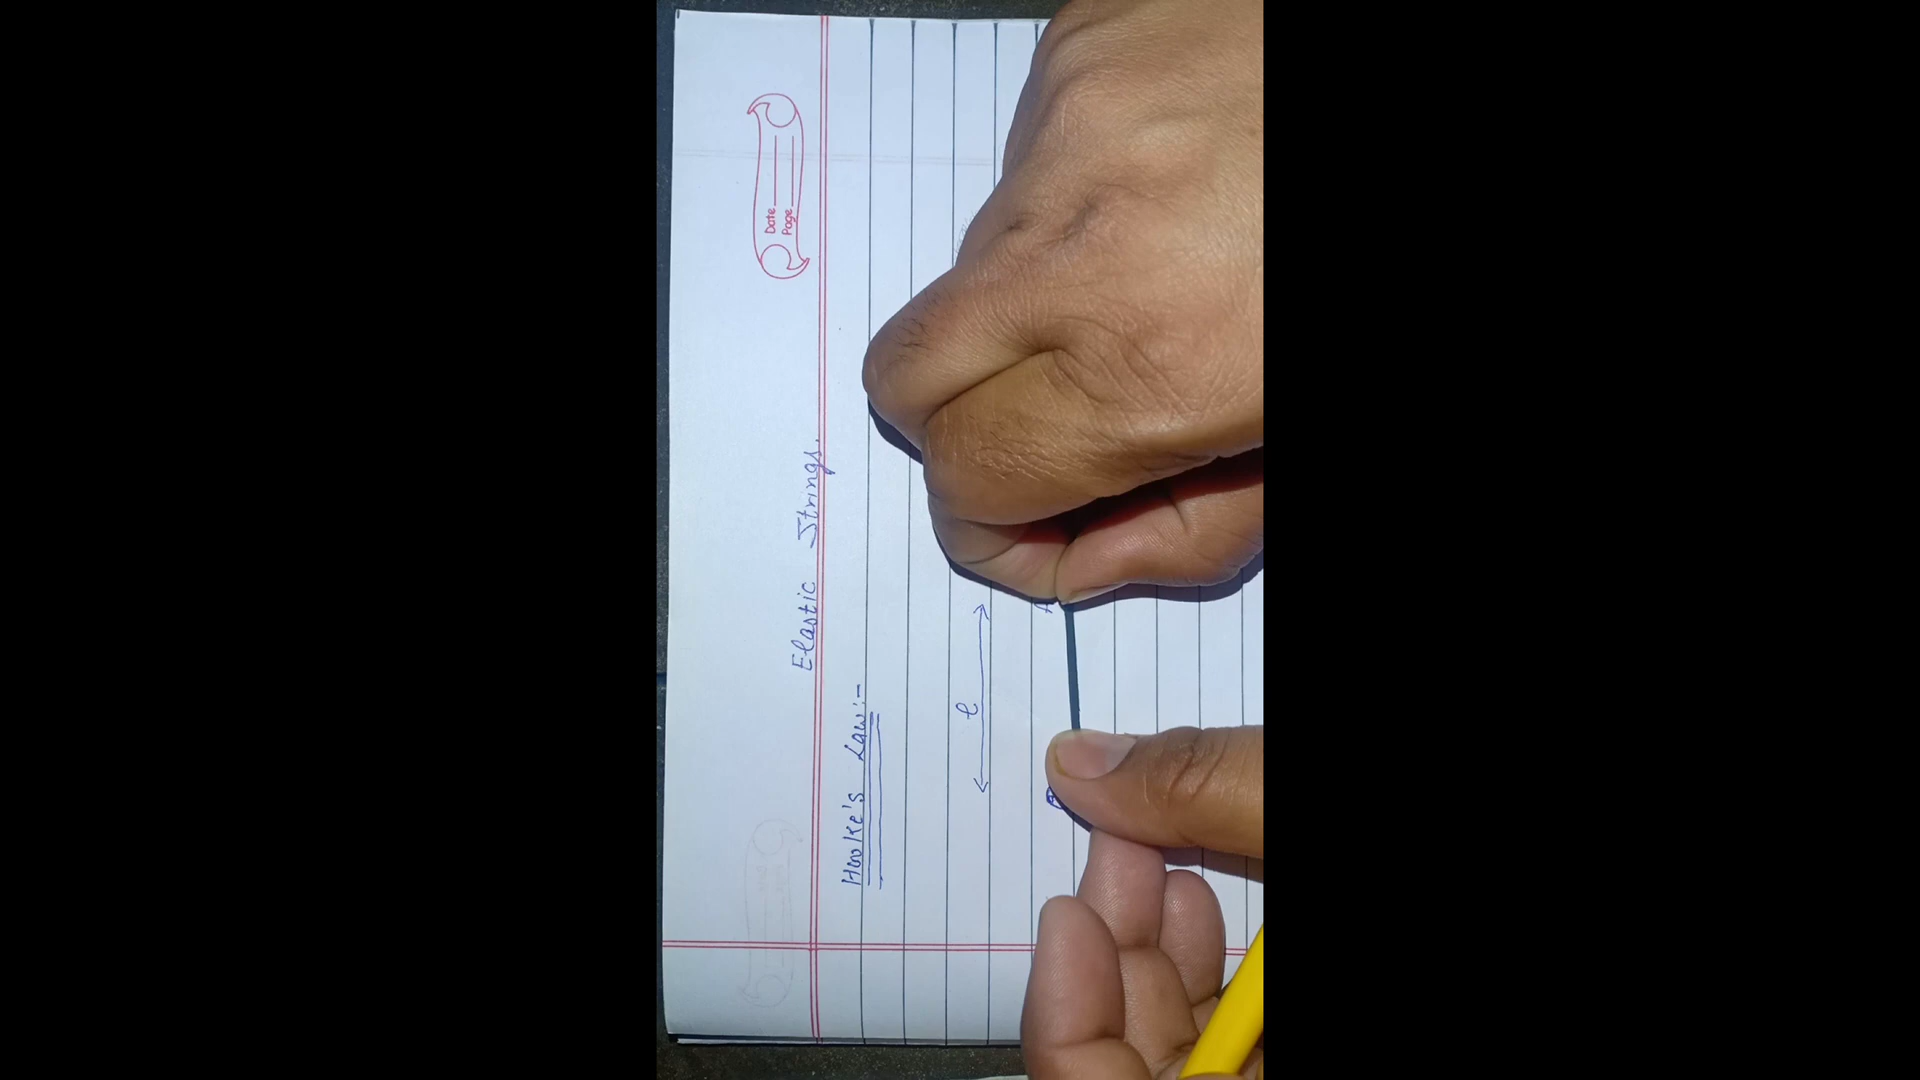 Date
Page
Elastic Strings.
Hooke's Law:-
l
A